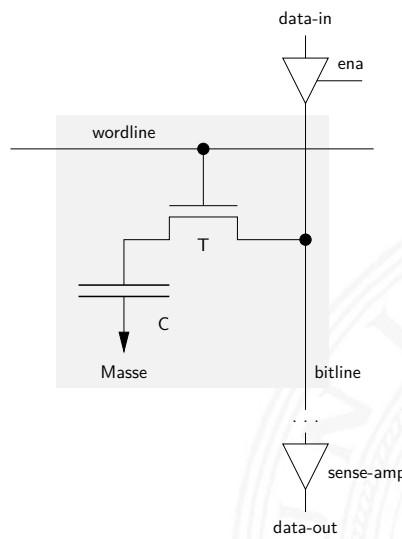 data-in
ena
wordline
T
C
Masse
bitline
. . .
sense-amp
data-out